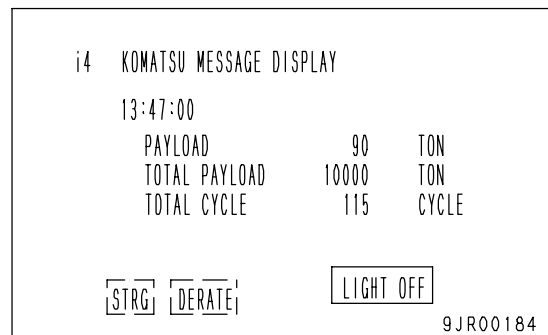 i4 KOMATSU MESSAGE DISPLAY
13:47:00
PAYLOAD 90 TON
TOTAL PAYLOAD 10000 TON
TOTAL CYCLE 115 CYCLE
STRG DERATE LIGHT OFF
9JR00184